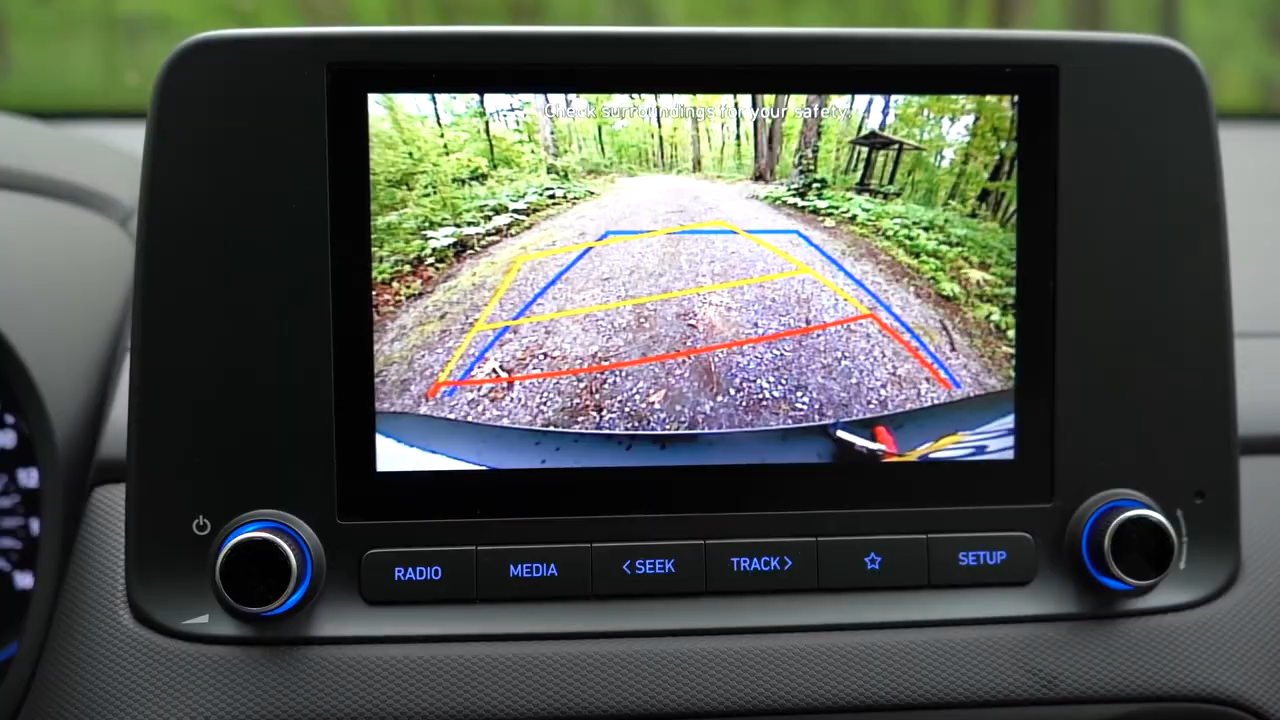 Check surroundings for your safety!
RADIO
MEDIA
<SEEK
TRACK>
SETUP